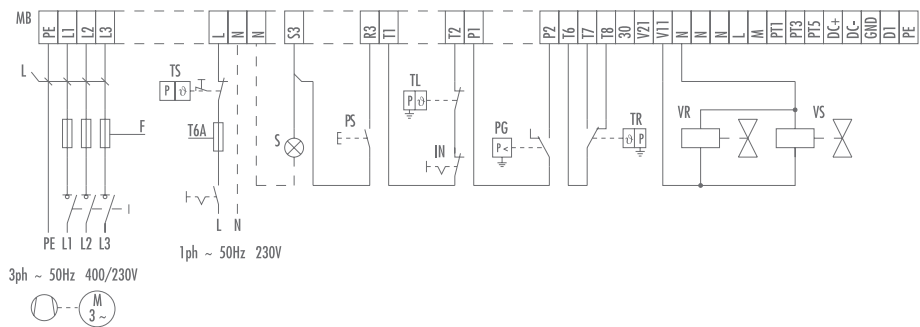 MB PE L1 L2 L3 L N N S3 R3 T1 T2 P1 P2 T6 T7 T8 3O V21 V11 N N N L M PT1 PT3 PT5 DC+ DC- GND D1 PE
L
TS
P ϑ
TL
P ϑ
F
T6A
S
PS
IN
PG
P <
TR
ϑ P
VR
VS
PE L1 L2 L3
L N
1ph ~ 50Hz 230V
3ph ~ 50Hz 400/230V
M
3 ~